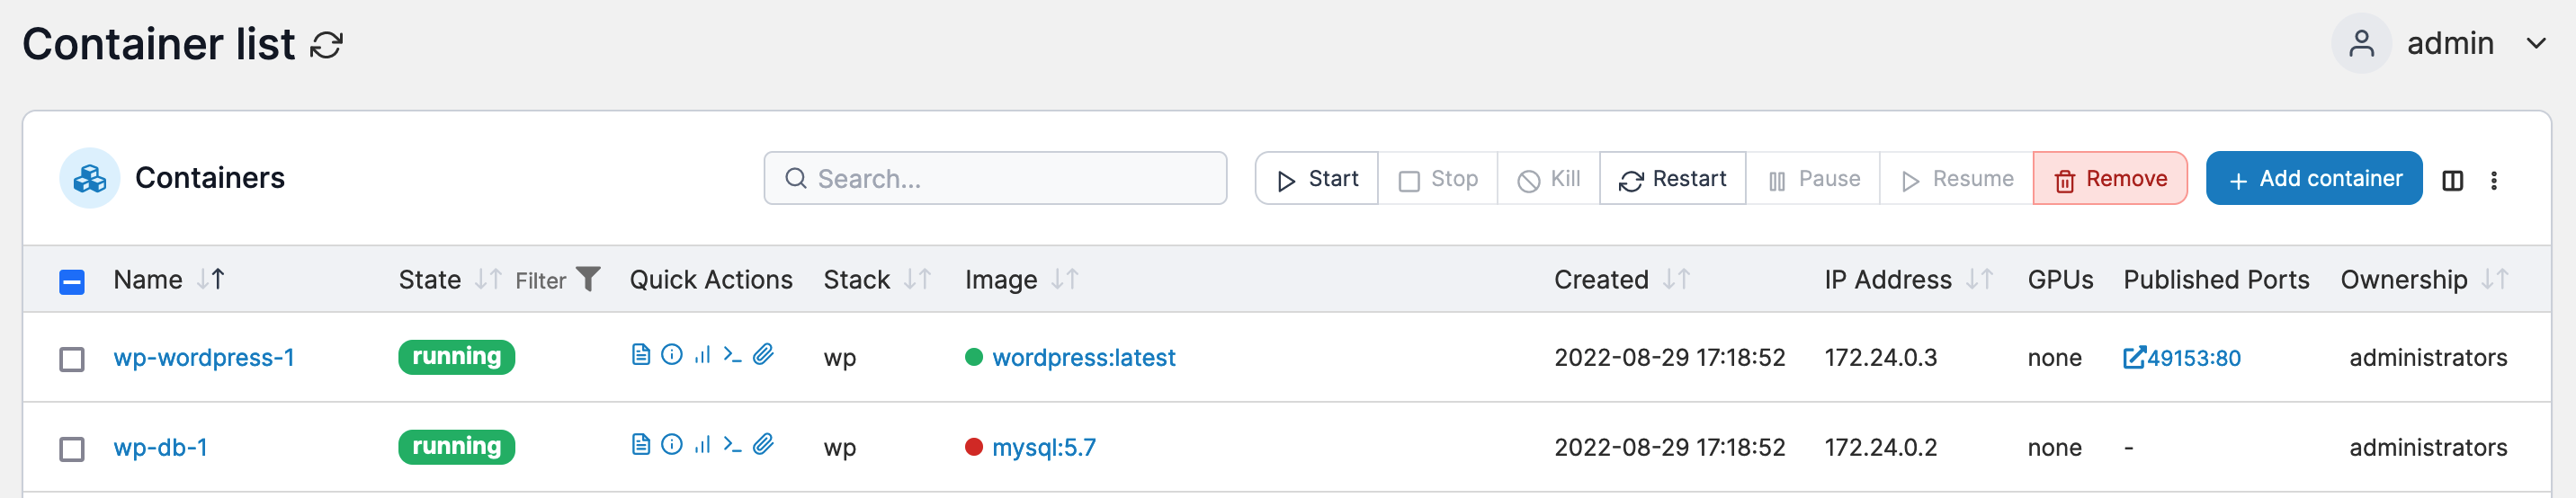 Container list
admin
Containers
Search...
Start Stop Kill Restart Pause Resume Remove
Add container
Name State Filter Quick Actions Stack Image Created IP Address GPUs Published Ports Ownership
wp-wordpress-1 running wp wordpress:latest 2022-08-29 17:18:52 172.24.0.3 none 49153:80 administrators
wp-db-1 running wp mysql:5.7 2022-08-29 17:18:52 172.24.0.2 none - administrators